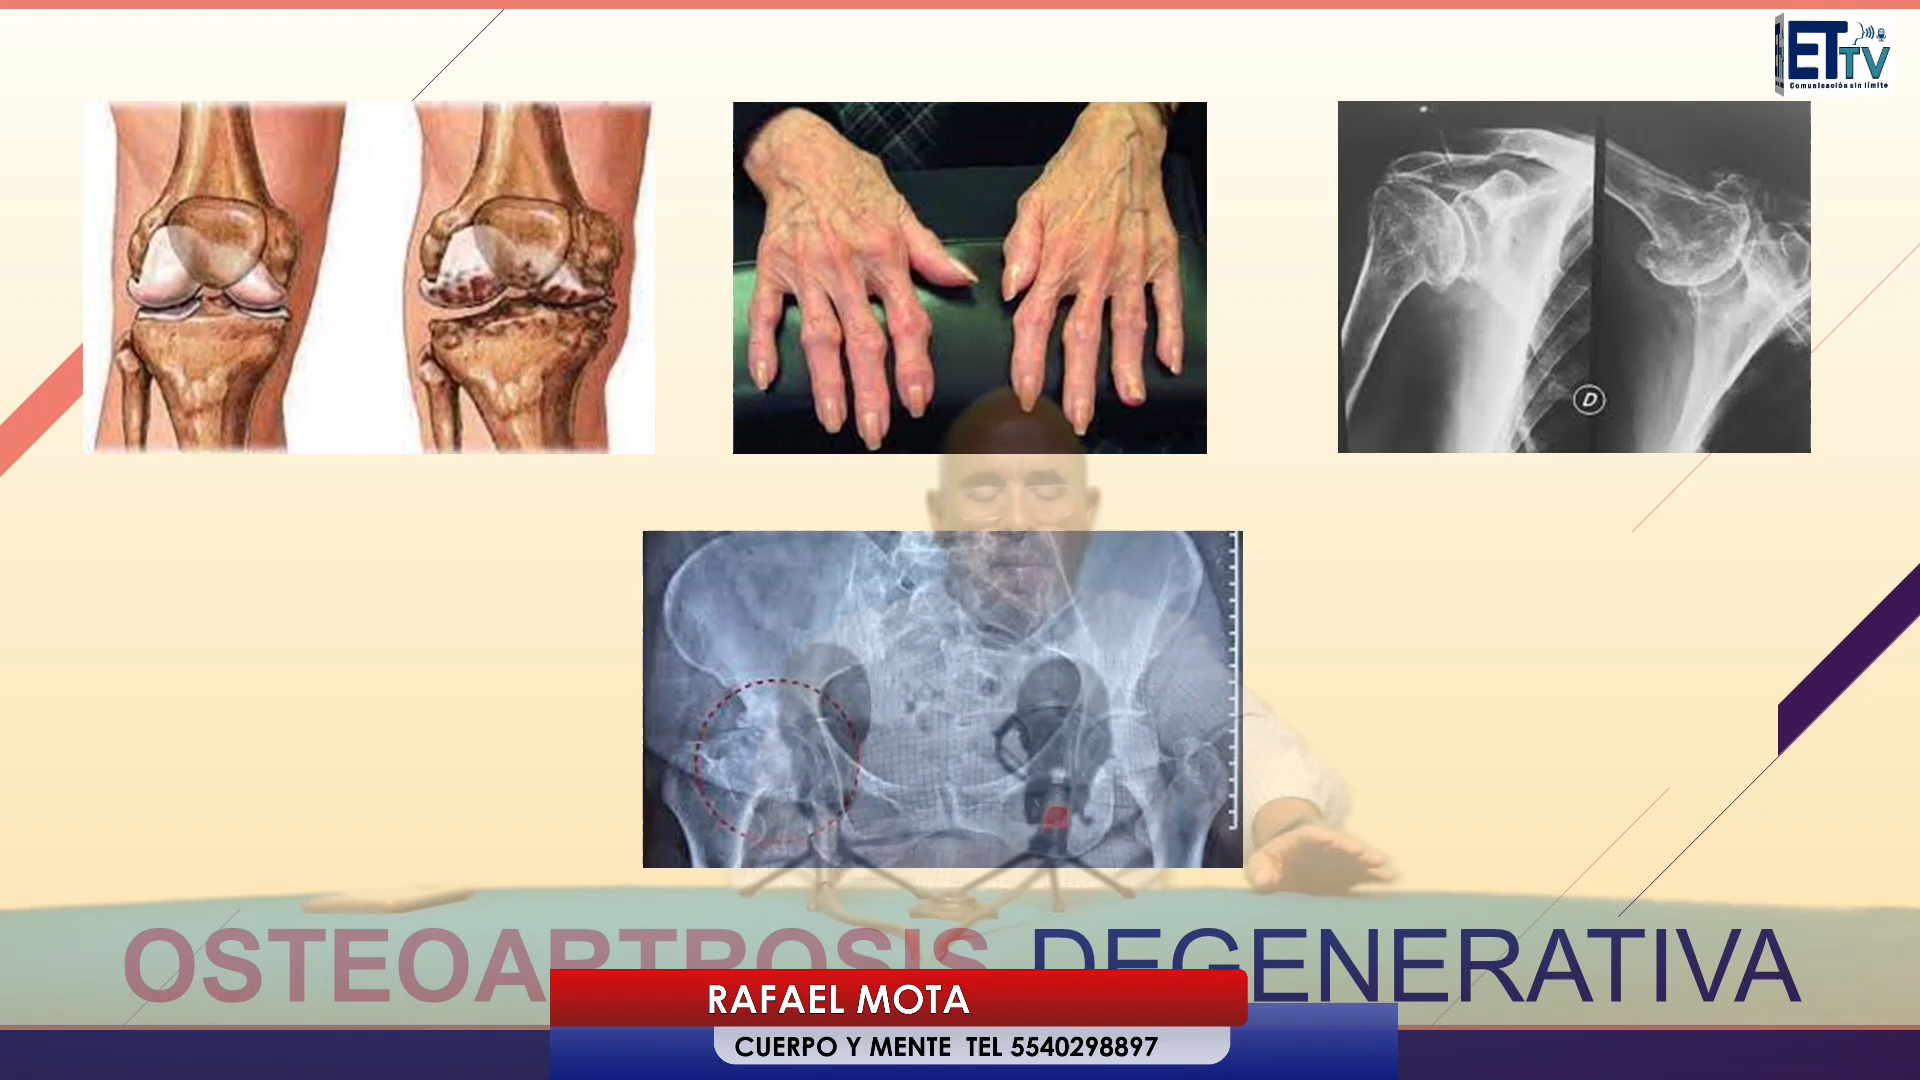 ETTV
Comunicación sin límite
D
OSTEOARTROSIS DEGENERATIVA
RAFAEL MOTA
CUERPO Y MENTE TEL 5540298897